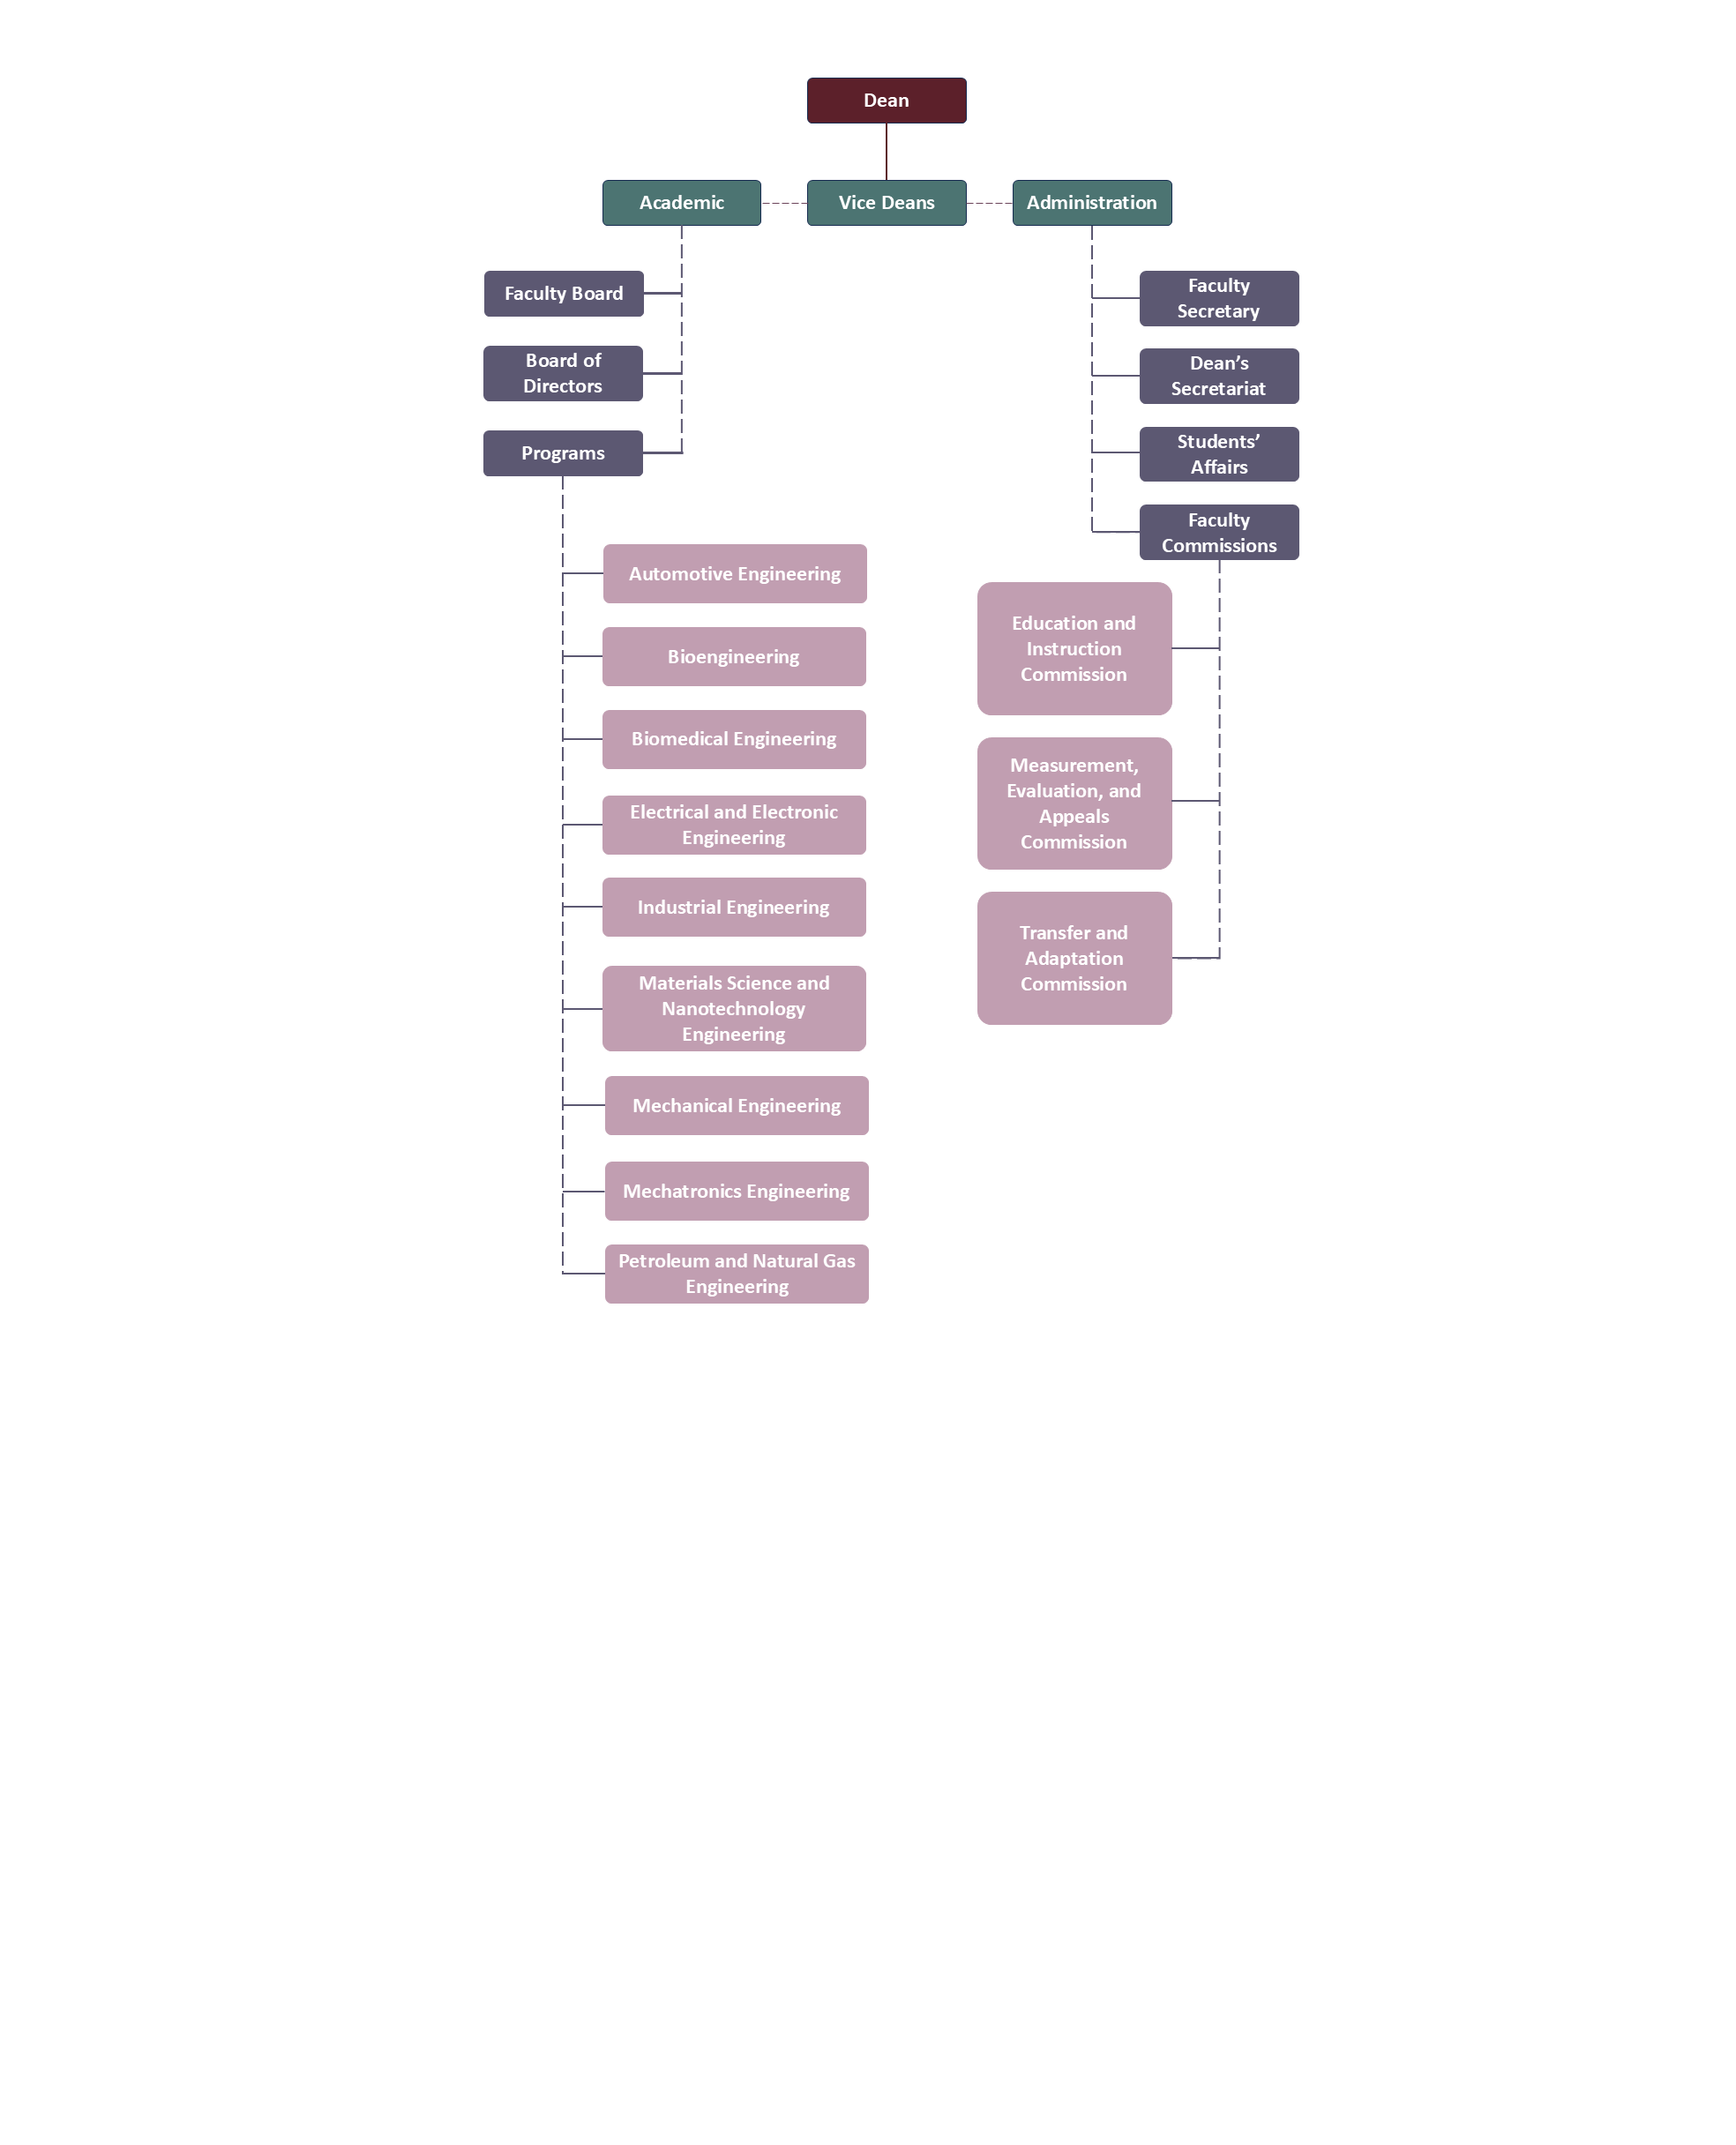 Dean
Academic
Vice Deans
Administration
Faculty Board
Board of
Directors
Programs
Automotive Engineering
Bioengineering
Biomedical Engineering
Electrical and Electronic
Engineering
Industrial Engineering
Materials Science and
Nanotechnology
Engineering
Mechanical Engineering
Mechatronics Engineering
Petroleum and Natural Gas
Engineering
Faculty
Secretary
Dean’s
Secretariat
Students’
Affairs
Faculty
Commissions
Education and
Instruction
Commission
Measurement,
Evaluation, and
Appeals
Commission
Transfer and
Adaptation
Commission